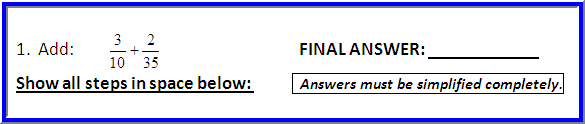 1. Add: 3/10 + 2/35 FINAL ANSWER: ____________
Show all steps in space below: Answers must be simplified completely.